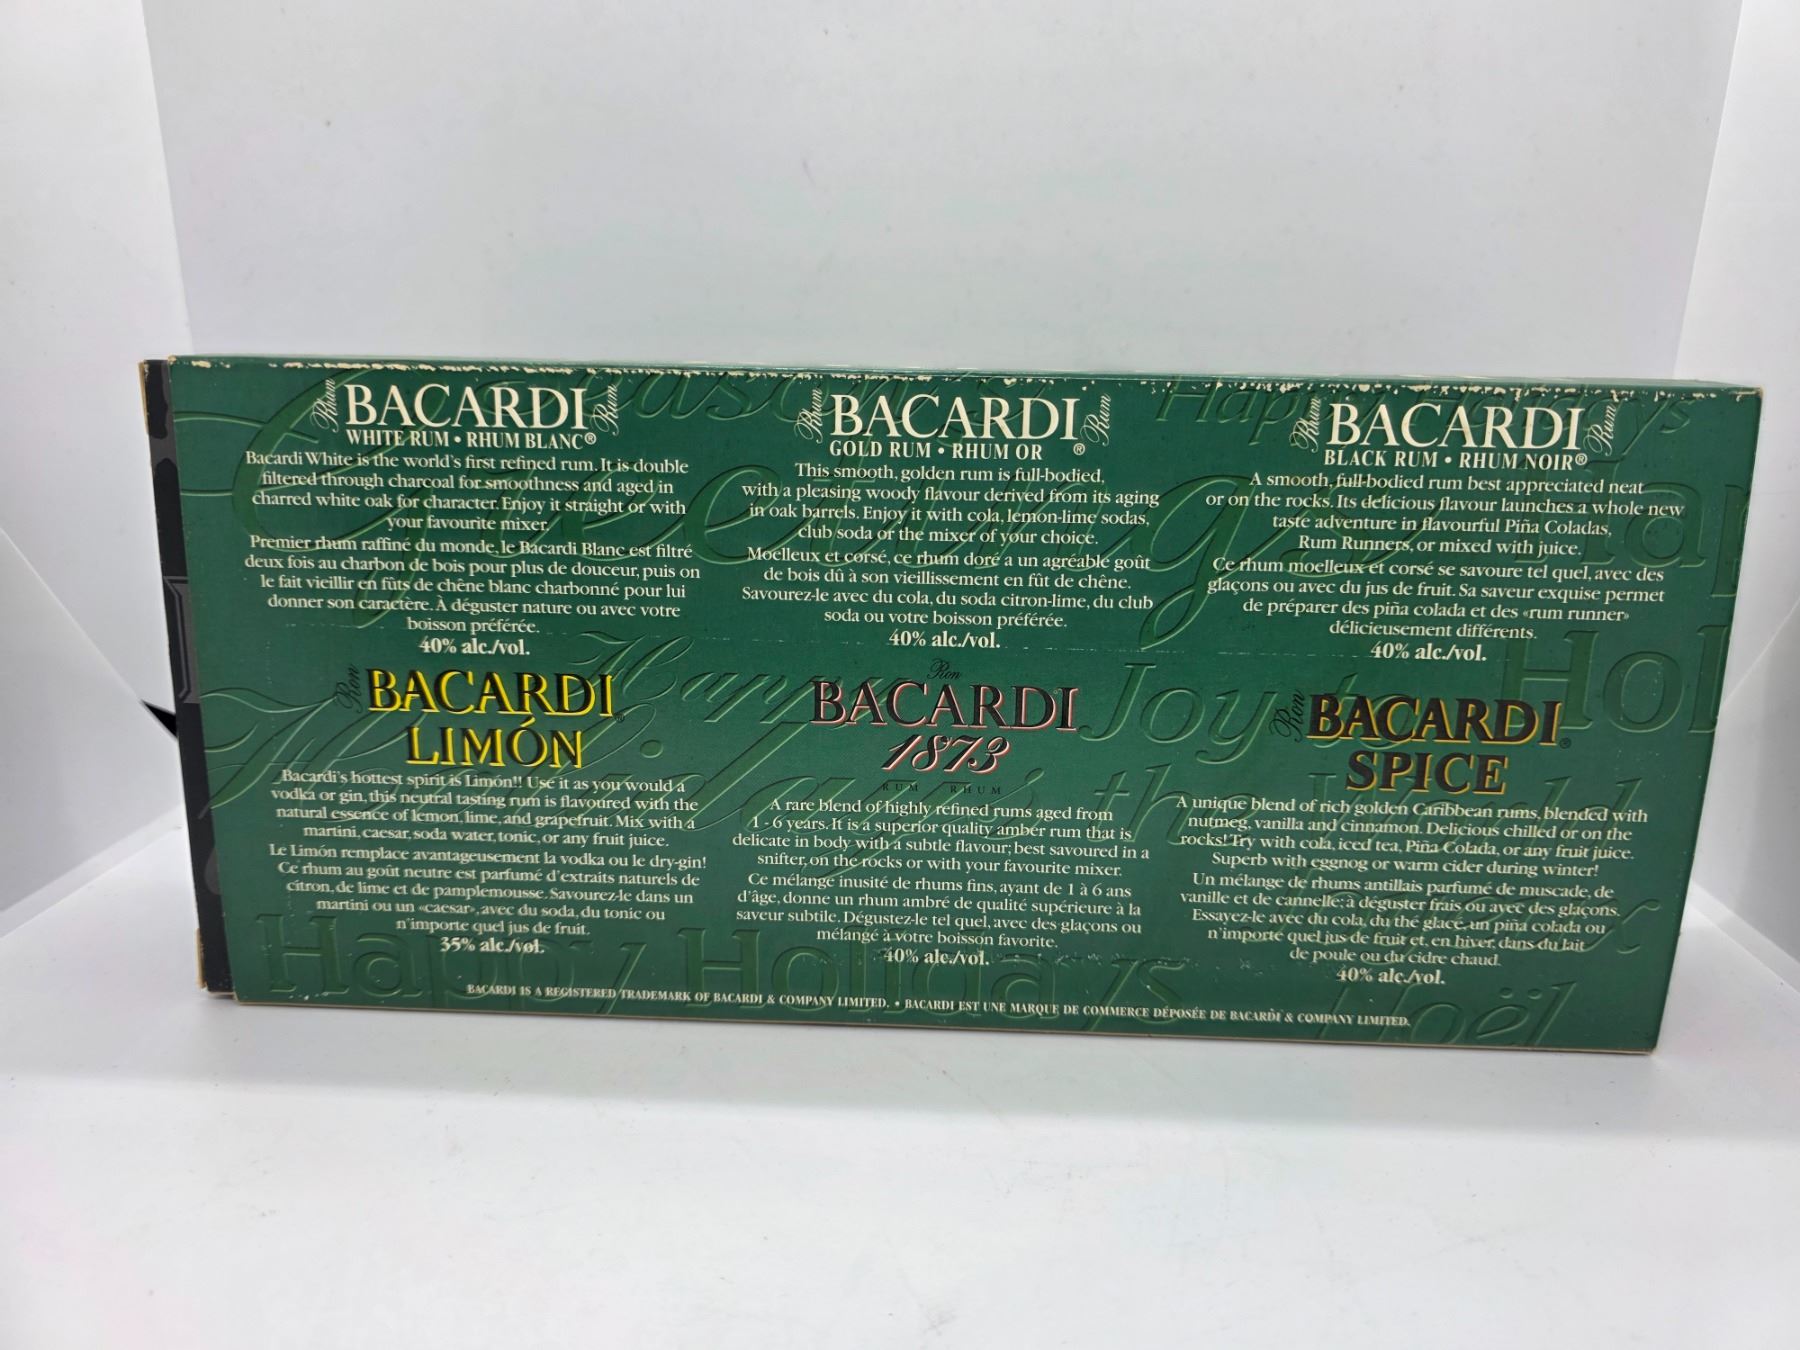 Rhum BACARDI Rum
WHITE RUM • RHUM BLANC®
Bacardi White is the world's first refined rum. It is double
filtered through charcoal for smoothness and aged in
charred white oak for character. Enjoy it straight or with
your favourite mixer.
Premier rhum raffiné du monde, le Bacardi Blanc est filtré
deux fois au charbon de bois pour plus de douceur, puis on
le fait vieillir en fûts de chêne blanc charbonné pour lui
donner son caractère. À déguster nature ou avec votre
boisson préférée.
40% alc./vol.
Rhum BACARDI Rum
GOLD RUM • RHUM OR ®
This smooth, golden rum is full-bodied,
with a pleasing woody flavour derived from its aging
in oak barrels. Enjoy it with cola, lemon-lime sodas,
club soda or the mixer of your choice.
Moelleux et corsé, ce rhum doré a un agréable goût
de bois dû à son vieillissement en fût de chêne.
Savourez-le avec du cola, du soda citron-lime, du club
soda ou votre boisson préférée.
40% alc./vol.
Rhum BACARDI Rum
BLACK RUM • RHUM NOIR®
A smooth, full-bodied rum best appreciated neat
or on the rocks. Its delicious flavour launches a whole new
taste adventure in flavourful Piña Coladas,
Rum Runners, or mixed with juice.
Ce rhum moelleux et corsé se savoure tel quel, avec des
glaçons ou avec du jus de fruit. Sa saveur exquise permet
de préparer des piña colada et des «rum runner»
délicieusement différents.
40% alc./vol.
Ron BACARDI®
LIMÓN
Bacardi's hottest spirit is Limón!! Use it as you would a
vodka or gin, this neutral tasting rum is flavoured with the
natural essence of lemon, lime, and grapefruit. Mix with a
martini, caesar, soda water, tonic, or any fruit juice.
Le Limón remplace avantageusement la vodka ou le dry-gin!
Ce rhum au goût neutre est parfumé d'extraits naturels de
citron, de lime et de pamplemousse. Savourez-le dans un
martini ou un «caesar», avec du soda, du tonic ou
n'importe quel jus de fruit.
35% alc./vol.
Ron
BACARDI
1873
RUM RHUM
A rare blend of highly refined rums aged from
1 - 6 years. It is a superior quality amber rum that is
delicate in body with a subtle flavour; best savoured in a
snifter, on the rocks or with your favourite mixer.
Ce mélange inusité de rhums fins, ayant de 1 à 6 ans
d'âge, donne un rhum ambré de qualité supérieure à la
saveur subtile. Dégustez-le tel quel, avec des glaçons ou
mélangé à votre boisson favorite.
40% alc./vol.
Ron BACARDI®
SPICE
A unique blend of rich golden Caribbean rums, blended with
nutmeg, vanilla and cinnamon. Delicious chilled or on the
rocks! Try with cola, iced tea, Piña Colada, or any fruit juice.
Superb with eggnog or warm cider during winter!
Un mélange de rhums antillais parfumé de muscade, de
vanille et de cannelle; à déguster frais ou avec des glaçons.
Essayez-le avec du cola, du thé glacé, un piña colada ou
n'importe quel jus de fruit et, en hiver, dans du lait
de poule ou du cidre chaud.
40% alc./vol.
BACARDI IS A REGISTERED TRADEMARK OF BACARDI & COMPANY LIMITED. • BACARDI EST UNE MARQUE DE COMMERCE DÉPOSÉE DE BACARDI & COMPANY LIMITED.
Season's
Greetings
Happy Holidays
Happy
Joy to
the World
Happy Holidays
Noël